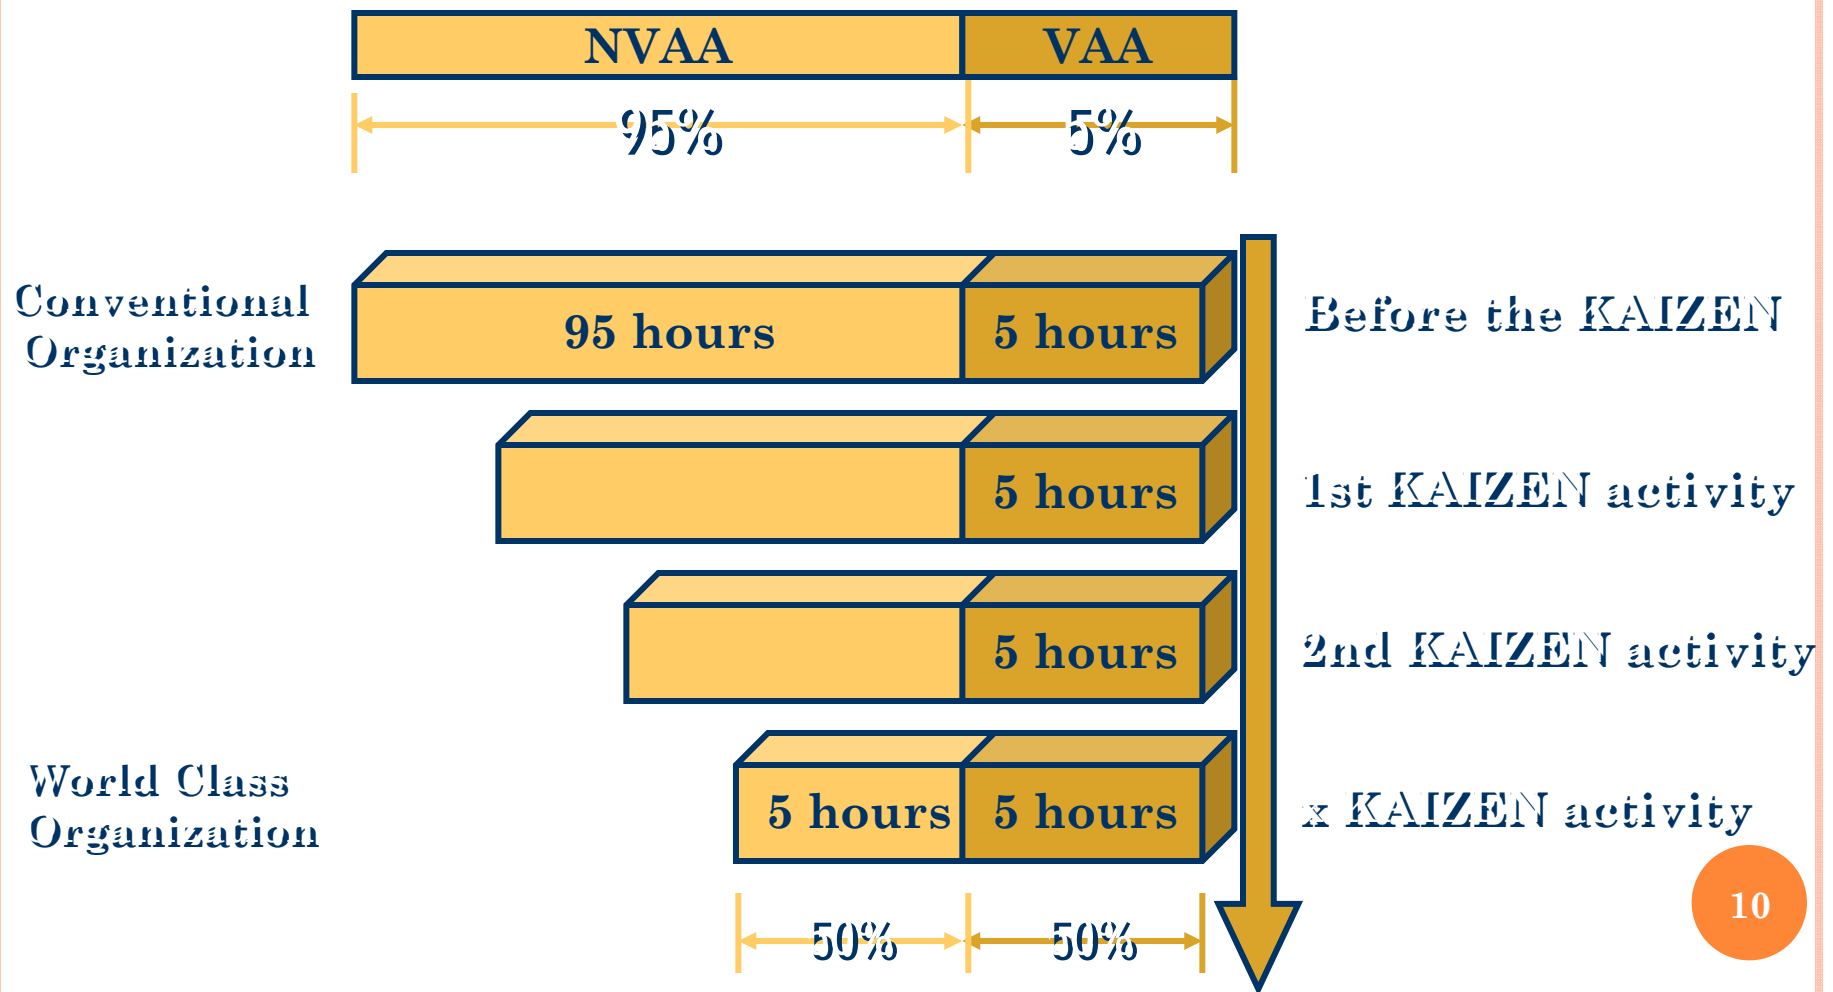 NVAA VAA
95% 5%
Conventional
Organization
95 hours 5 hours
Before the KAIZEN
5 hours
1st KAIZEN activity
5 hours
2nd KAIZEN activity
World Class
Organization
5 hours 5 hours
x KAIZEN activity
50% 50%
10